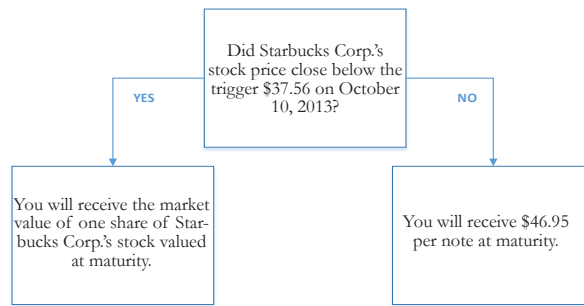 Did Starbucks Corp.'s
stock price close below the
trigger $37.56 on October
10, 2013?
YES
NO
You will receive the market
value of one share of Star-
bucks Corp.'s stock valued
at maturity.
You will receive $46.95
per note at maturity.